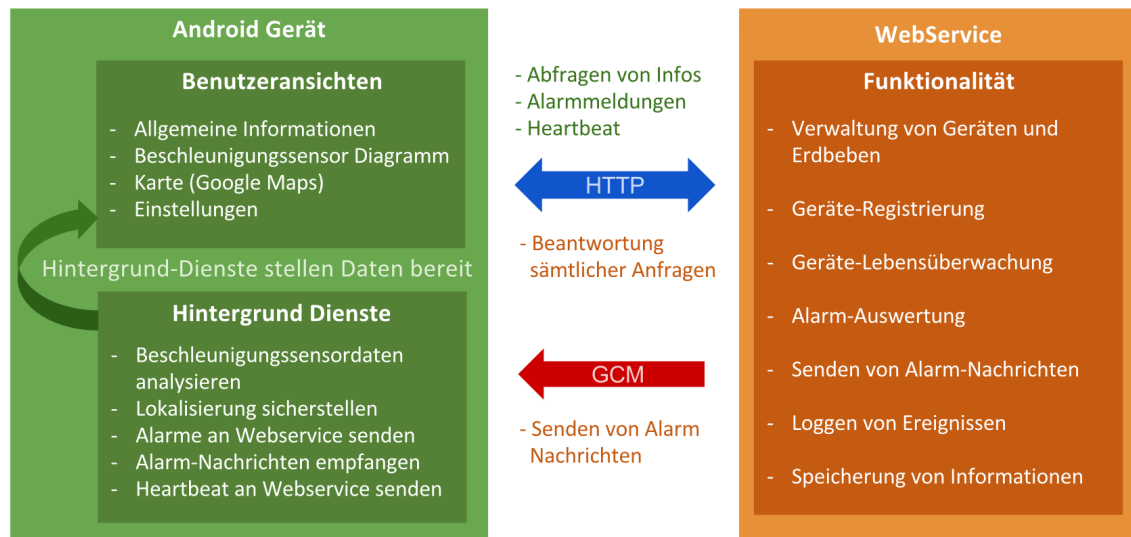 Android Gerät
Benutzeransichten
- Allgemeine Informationen
- Beschleunigungssensor Diagramm
- Karte (Google Maps)
- Einstellungen
Hintergrund-Dienste stellen Daten bereit
Hintergrund Dienste
- Beschleunigungssensordaten
analysieren
- Lokalisierung sicherstellen
- Alarme an Webservice senden
- Alarm-Nachrichten empfangen
- Heartbeat an Webservice senden
- Abfragen von Infos
- Alarmmeldungen
- Heartbeat
HTTP
- Beantwortung
sämtlicher Anfragen
GCM
- Senden von Alarm
Nachrichten
WebService
Funktionalität
- Verwaltung von Geräten und
Erdbeben
- Geräte-Registrierung
- Geräte-Lebensüberwachung
- Alarm-Auswertung
- Senden von Alarm-Nachrichten
- Loggen von Ereignissen
- Speicherung von Informationen